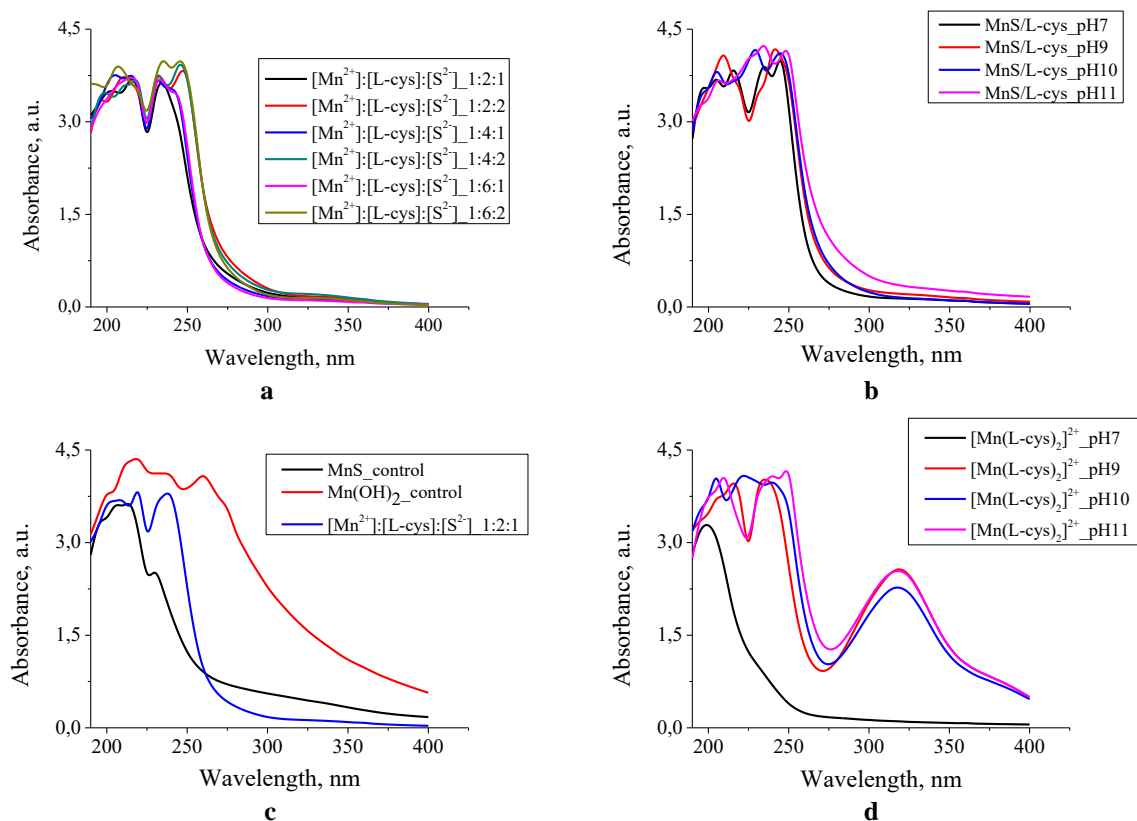 4,5
3,0
1,5
0,0
Absorbance, a.u.
200 250 300 350 400
Wavelength, nm
[Mn²⁺]:[L-cys]:[S²⁻]_1:2:1
[Mn²⁺]:[L-cys]:[S²⁻]_1:2:2
[Mn²⁺]:[L-cys]:[S²⁻]_1:4:1
[Mn²⁺]:[L-cys]:[S²⁻]_1:4:2
[Mn²⁺]:[L-cys]:[S²⁻]_1:6:1
[Mn²⁺]:[L-cys]:[S²⁻]_1:6:2
a
4,5
3,0
1,5
0,0
Absorbance, a.u.
200 250 300 350 400
Wavelength, nm
MnS/L-cys_pH7
MnS/L-cys_pH9
MnS/L-cys_pH10
MnS/L-cys_pH11
b
4,5
3,0
1,5
0,0
Absorbance, a.u.
200 250 300 350 400
Wavelength, nm
MnS_control
Mn(OH)₂_control
[Mn²⁺]:[L-cys]:[S²⁻]_1:2:1
c
4,5
3,0
1,5
0,0
Absorbance, a.u.
200 250 300 350 400
Wavelength, nm
[Mn(L-cys)₂]²⁺_pH7
[Mn(L-cys)₂]²⁺_pH9
[Mn(L-cys)₂]²⁺_pH10
[Mn(L-cys)₂]²⁺_pH11
d